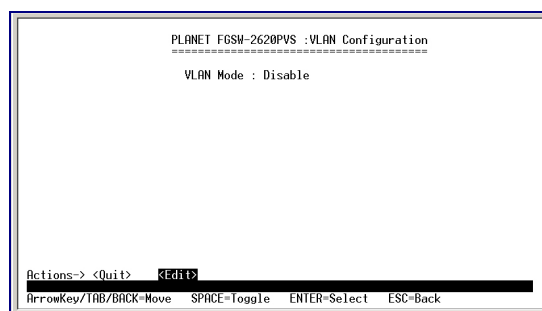 PLANET FGSW-2620PVS :VLAN Configuration
=======================================
VLAN Mode : Disable
Actions-> <Quit> <Edit>
ArrowKey/TAB/BACK=Move SPACE=Toggle ENTER=Select ESC=Back